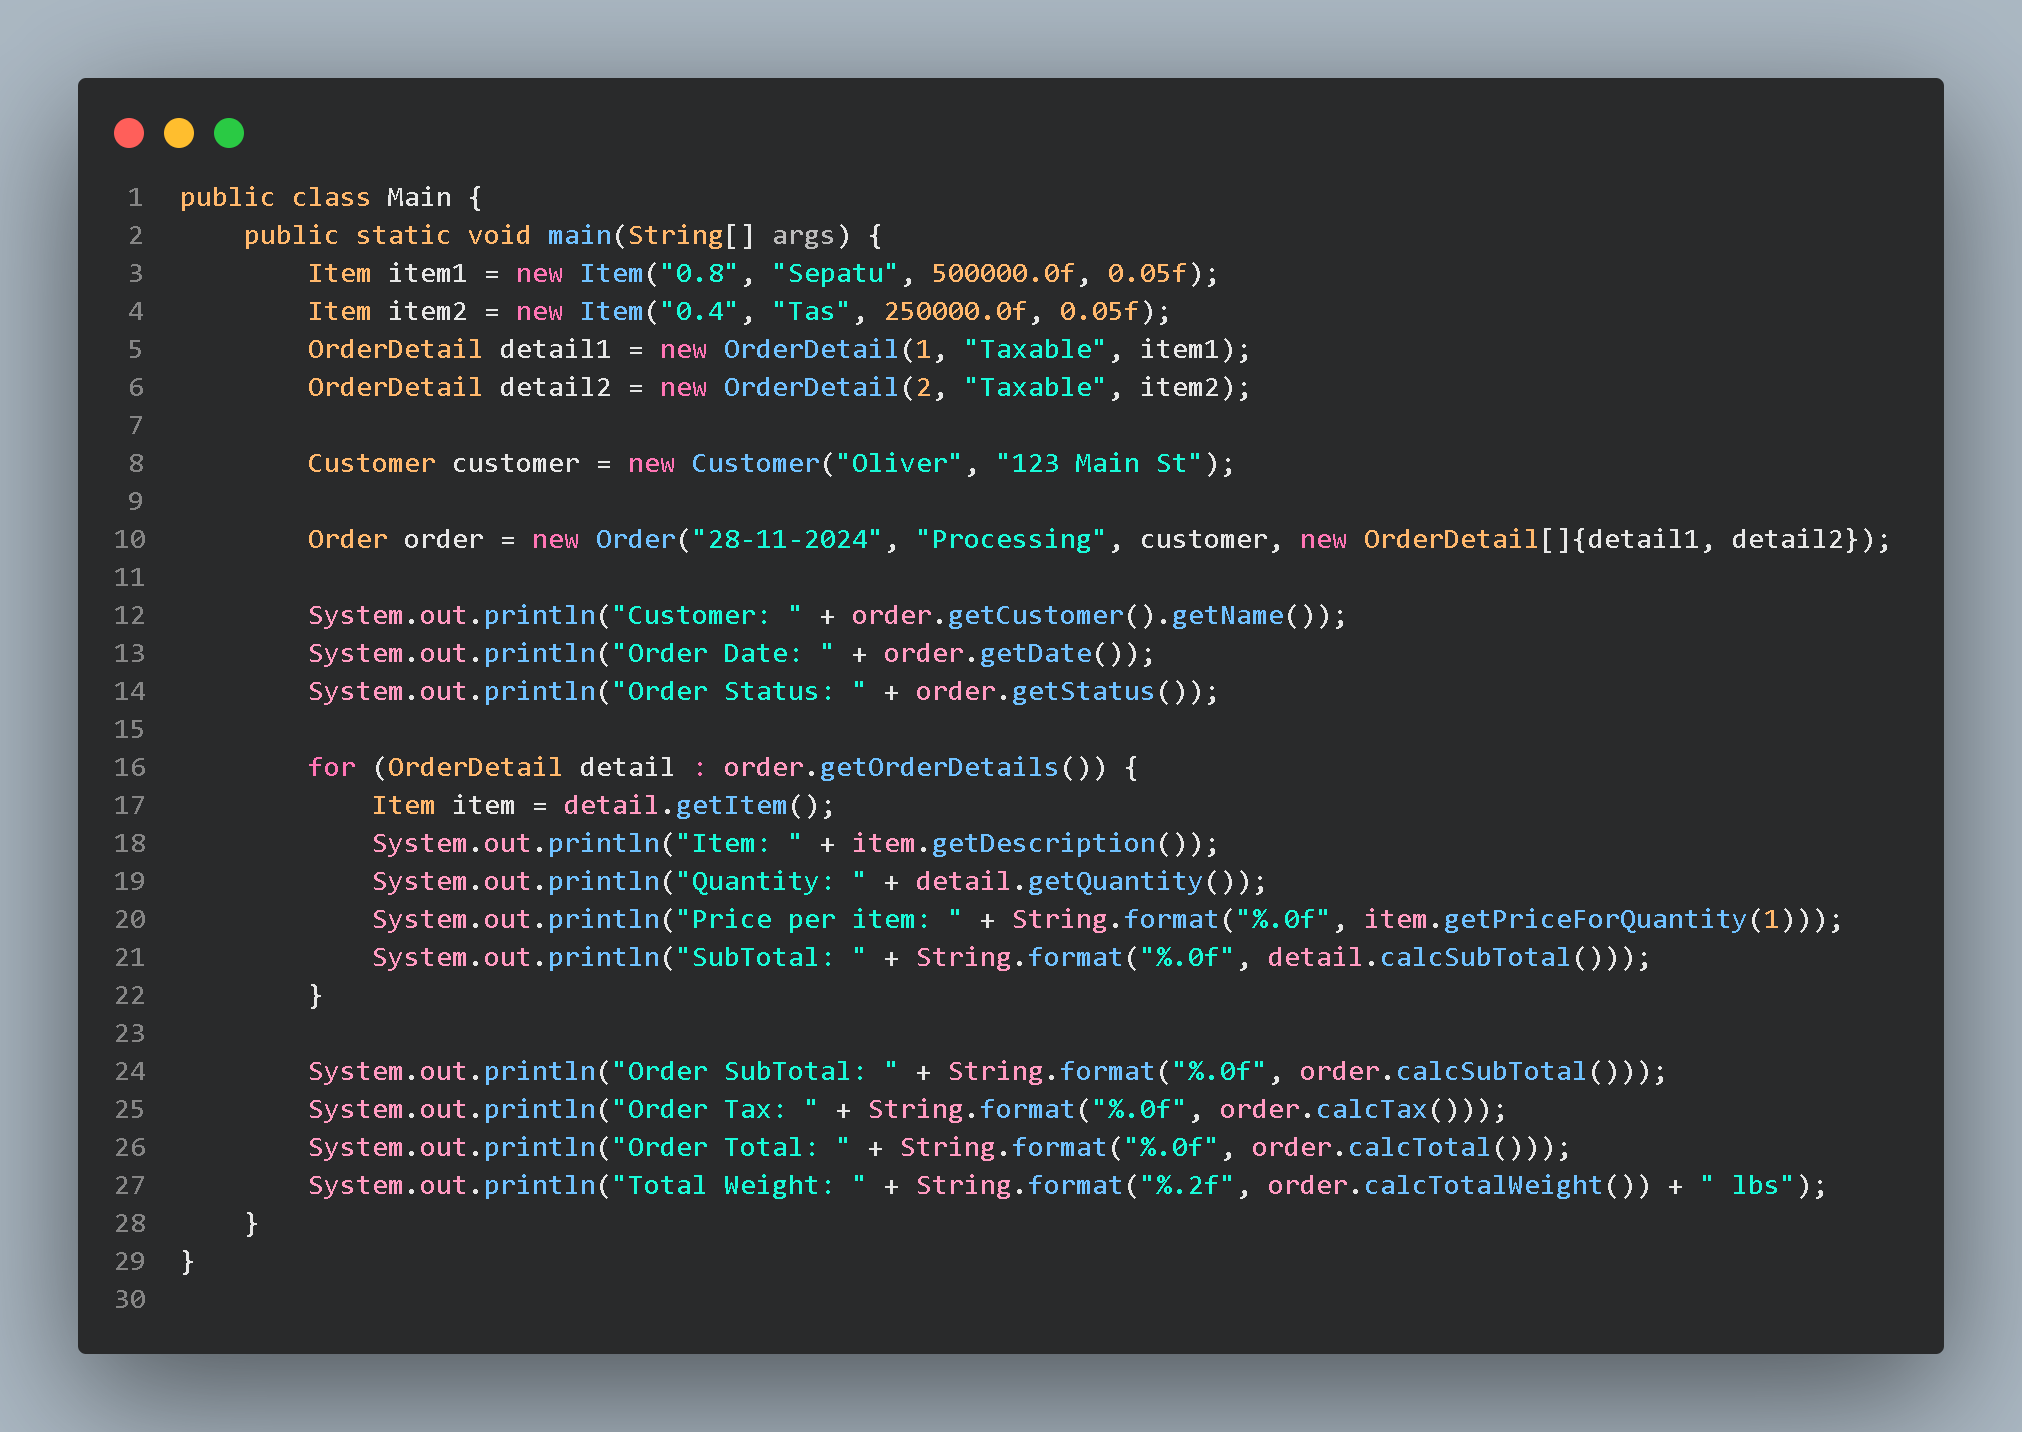 1 public class Main {
2     public static void main(String[] args) {
3         Item item1 = new Item("0.8", "Sepatu", 500000.0f, 0.05f);
4         Item item2 = new Item("0.4", "Tas", 250000.0f, 0.05f);
5         OrderDetail detail1 = new OrderDetail(1, "Taxable", item1);
6         OrderDetail detail2 = new OrderDetail(2, "Taxable", item2);
7
8         Customer customer = new Customer("Oliver", "123 Main St");
9
10         Order order = new Order("28-11-2024", "Processing", customer, new OrderDetail[]{detail1, detail2});
11
12         System.out.println("Customer: " + order.getCustomer().getName());
13         System.out.println("Order Date: " + order.getDate());
14         System.out.println("Order Status: " + order.getStatus());
15
16         for (OrderDetail detail : order.getOrderDetails()) {
17             Item item = detail.getItem();
18             System.out.println("Item: " + item.getDescription());
19             System.out.println("Quantity: " + detail.getQuantity());
20             System.out.println("Price per item: " + String.format("%.0f", item.getPriceForQuantity(1)));
21             System.out.println("SubTotal: " + String.format("%.0f", detail.calcSubTotal()));
22         }
23
24         System.out.println("Order SubTotal: " + String.format("%.0f", order.calcSubTotal()));
25         System.out.println("Order Tax: " + String.format("%.0f", order.calcTax()));
26         System.out.println("Order Total: " + String.format("%.0f", order.calcTotal()));
27         System.out.println("Total Weight: " + String.format("%.2f", order.calcTotalWeight()) + " lbs");
28     }
29 }
30